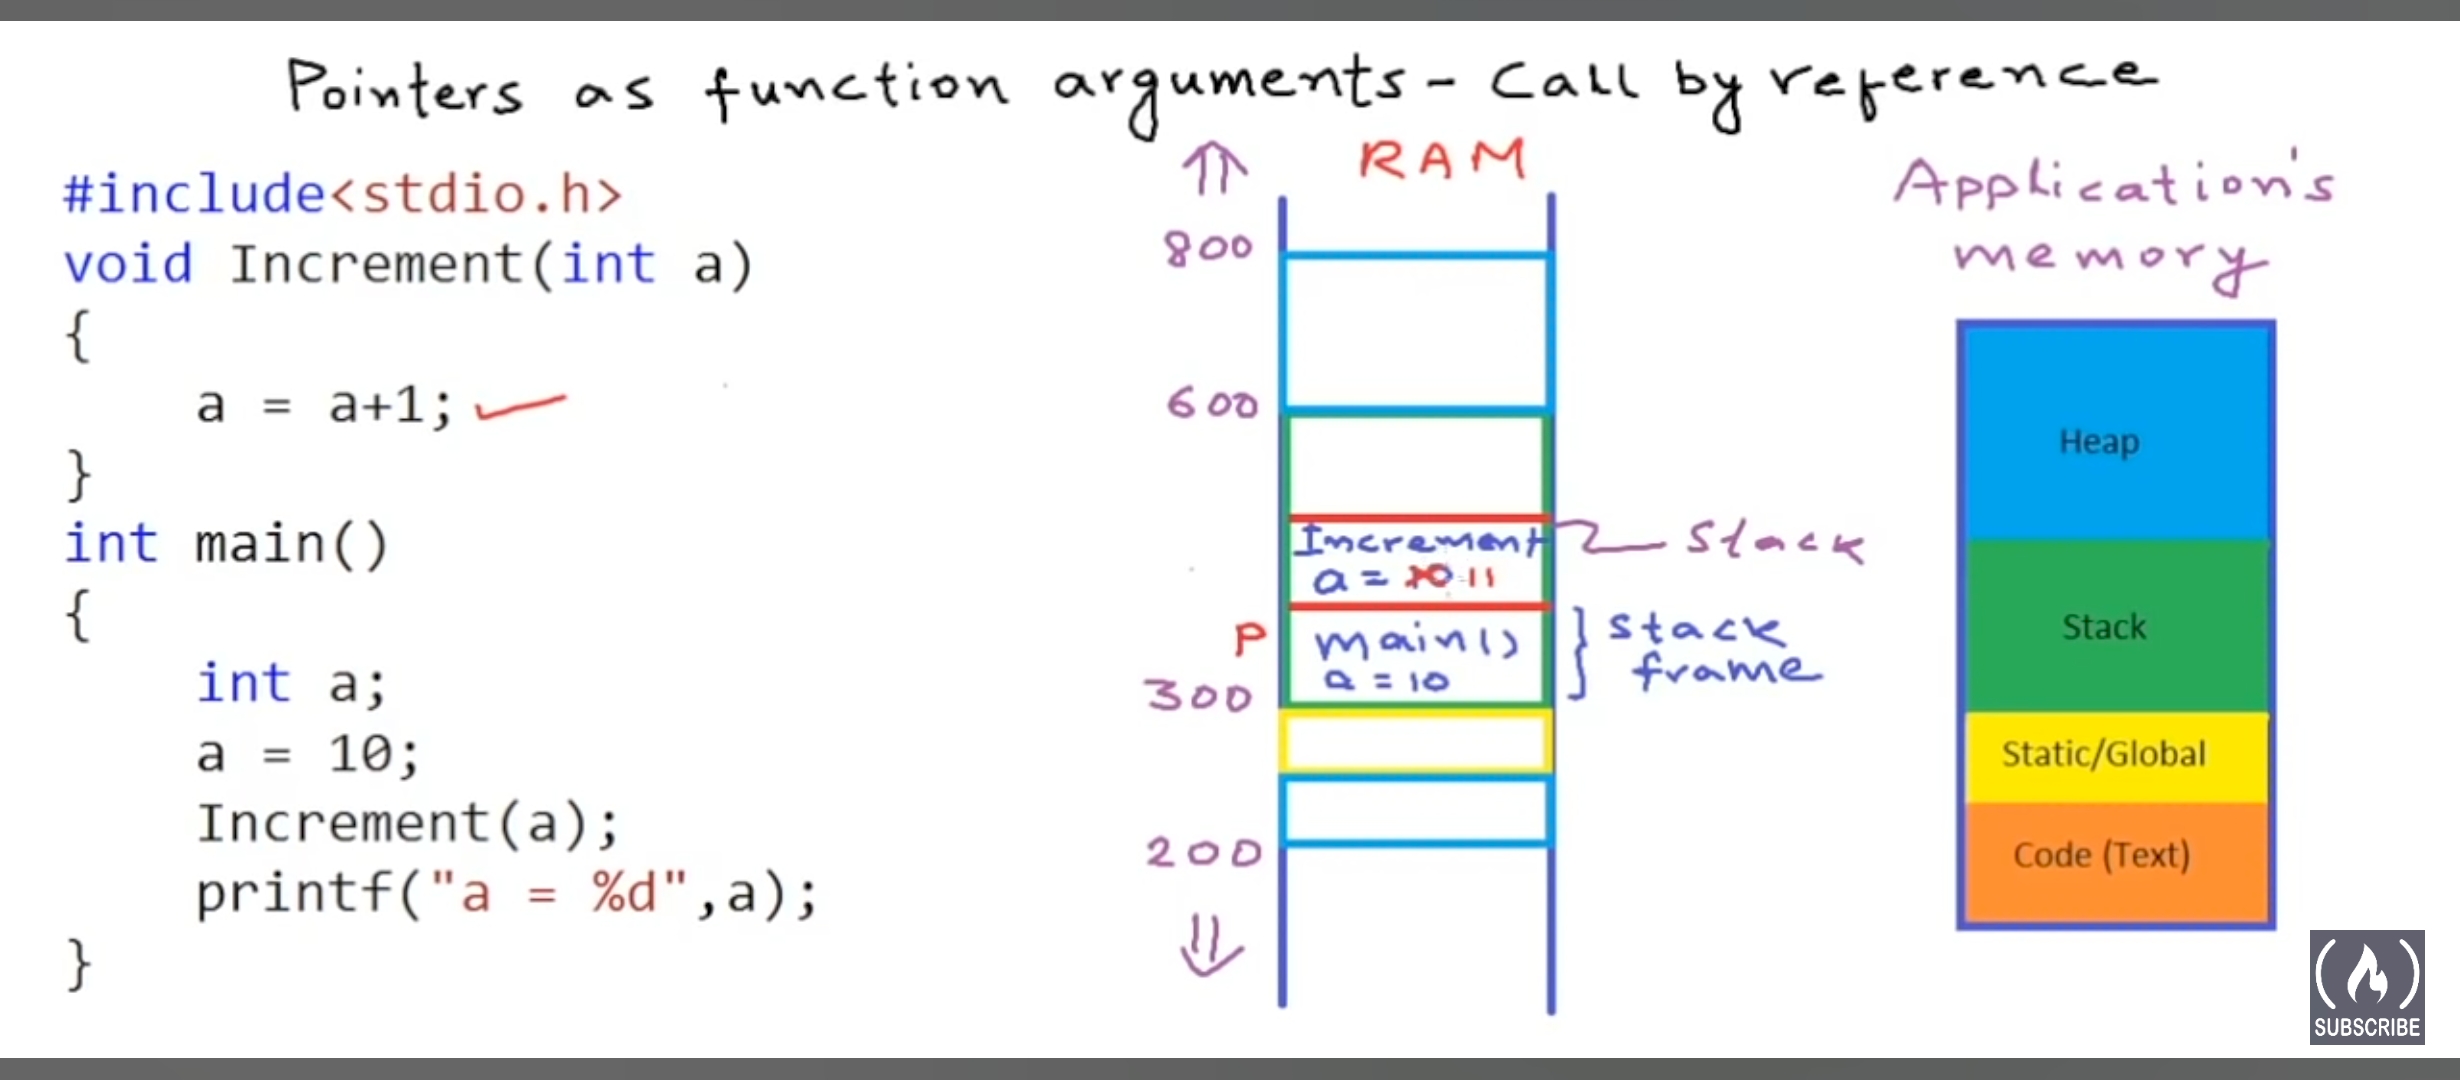 Pointers as function arguments - Call by reference
#include<stdio.h>
void Increment(int a)
{
    a = a+1;
}
int main()
{
    int a;
    a = 10;
    Increment(a);
    printf("a = %d",a);
}
RAM
800
600
Increment
a = 10 11
Stack
P
main()
a = 10
stack
frame
300
200
Application's
memory
Heap
Stack
Static/Global
Code (Text)
SUBSCRIBE